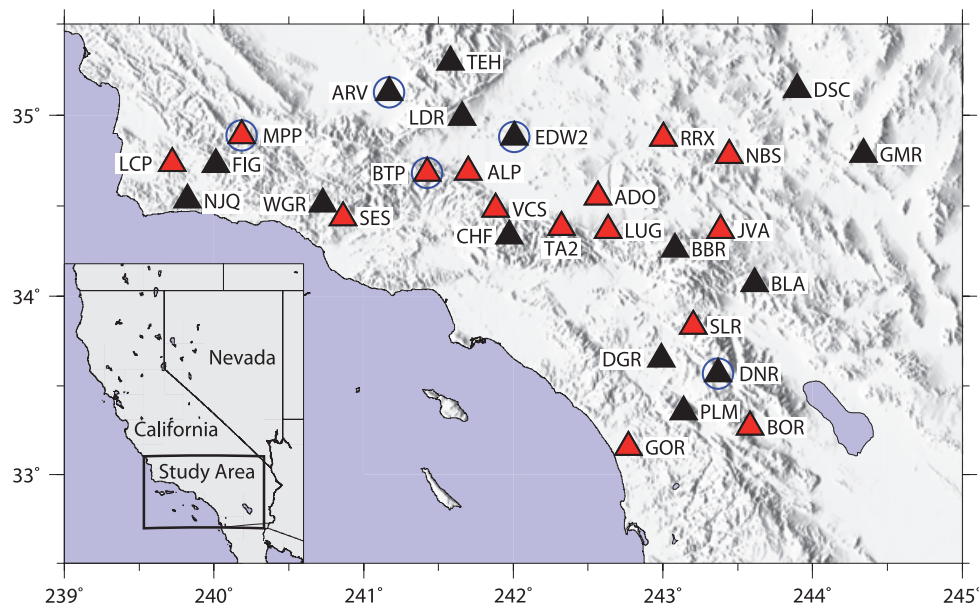 TEH
ARV
DSC
LDR
35°
EDW2
MPP
RRX
GMR
NBS
LCP
FIG
BTP
ALP
ADO
NJQ
WGR
VCS
SES
CHF
TA2
LUG
JVA
BBR
BLA
34°
SLR
Nevada
DGR
DNR
PLM
California
BOR
GOR
Study Area
33°
239°
240°
241°
242°
243°
244°
245°